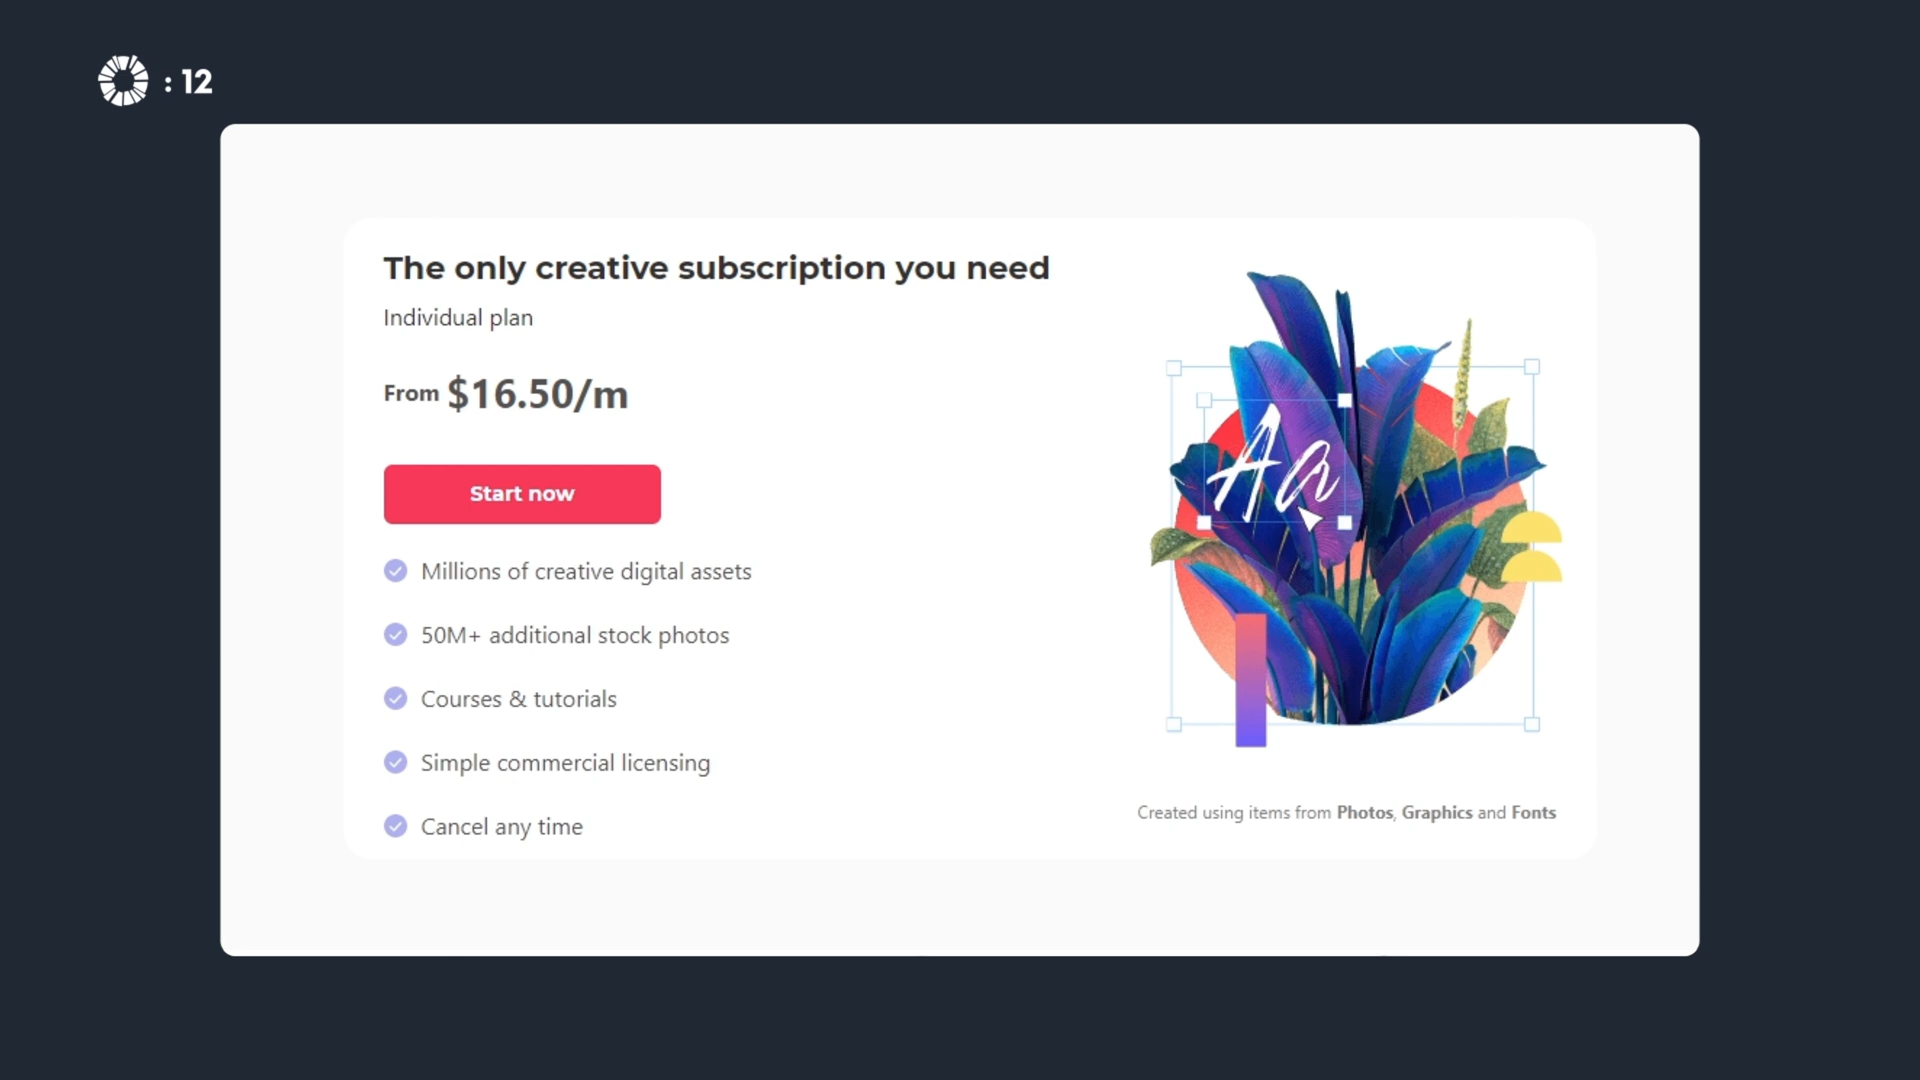 : 12
The only creative subscription you need
Individual plan
From $16.50/m
Start now
Millions of creative digital assets
50M+ additional stock photos
Courses & tutorials
Simple commercial licensing
Cancel any time
Aa
Created using items from Photos, Graphics and Fonts